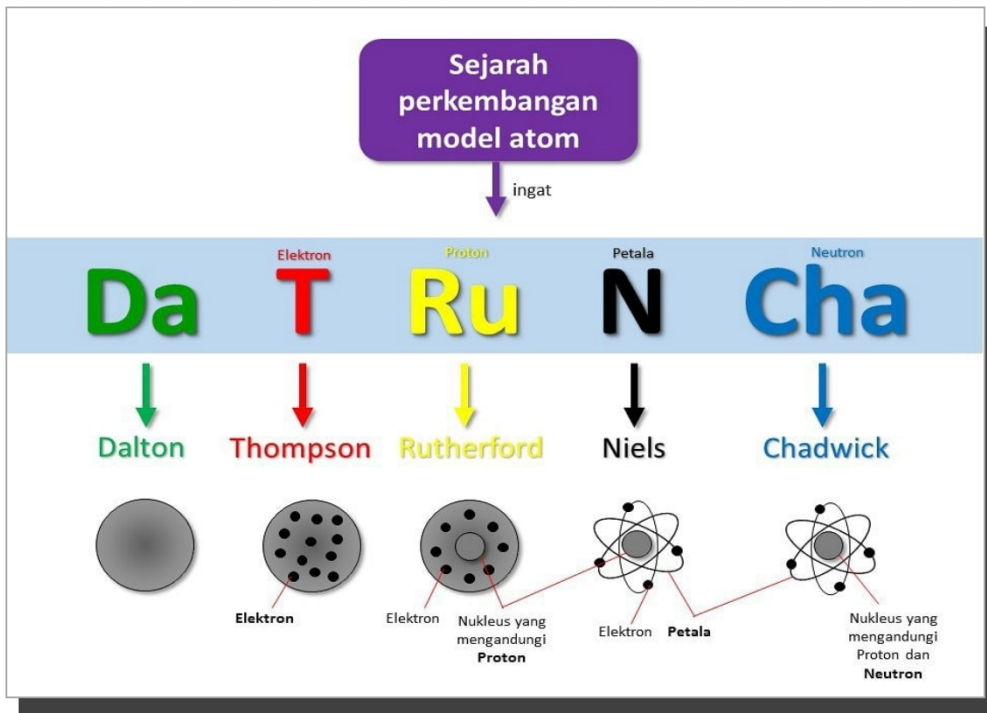 Sejarah
perkembangan
model atom
ingat
Elektron
Proton
Petala
Neutron
Da T Ru N Cha
Dalton
Thompson
Rutherford
Niels
Chadwick
Elektron
Elektron
Nukleus yang
mengandungi
Proton
Elektron
Petala
Nukleus yang
mengandungi
Proton dan
Neutron